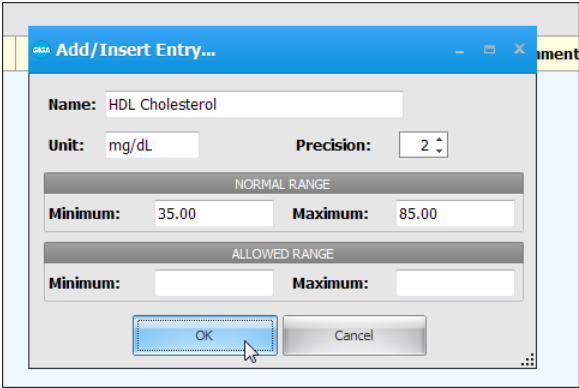 GIGA Add/Insert Entry...
ment
Name: HDL Cholesterol
Unit: mg/dL Precision: 2
NORMAL RANGE
Minimum: 35.00 Maximum: 85.00
ALLOWED RANGE
Minimum: Maximum:
OK Cancel